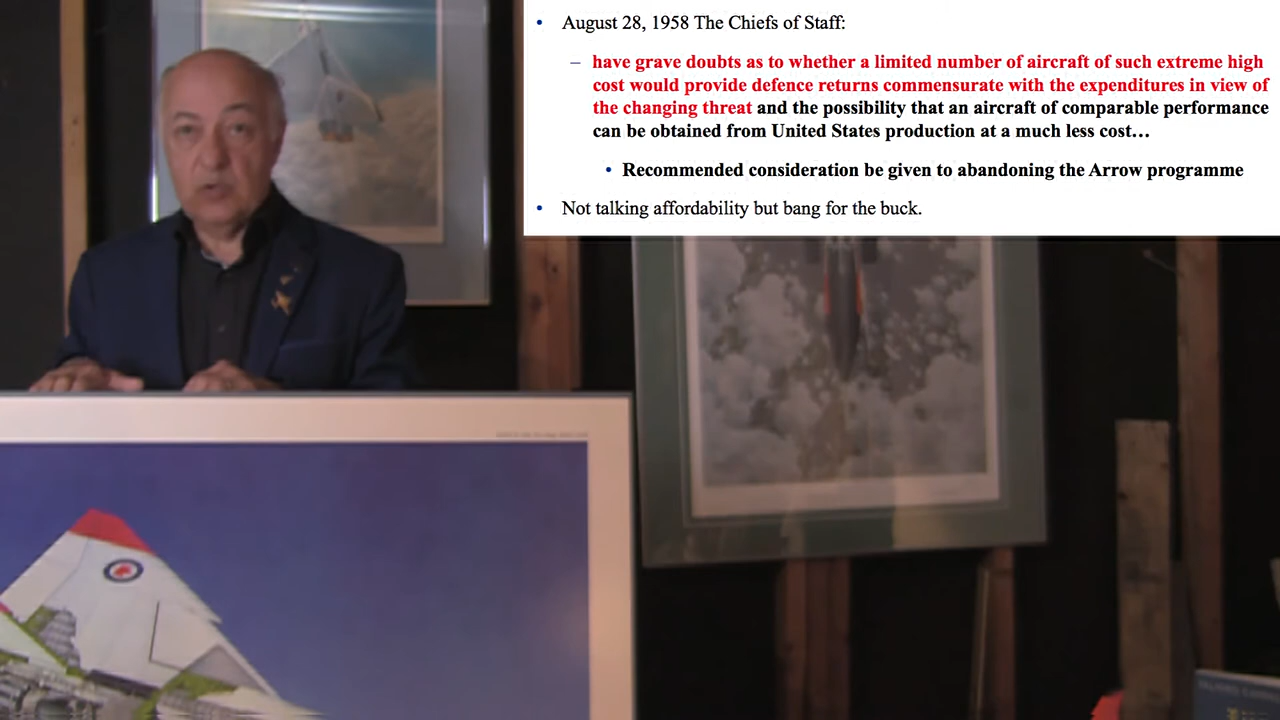 • August 28, 1958 The Chiefs of Staff:
– have grave doubts as to whether a limited number of aircraft of such extreme high
cost would provide defence returns commensurate with the expenditures in view of
the changing threat and the possibility that an aircraft of comparable performance
can be obtained from United States production at a much less cost…
• Recommended consideration be given to abandoning the Arrow programme
• Not talking affordability but bang for the buck.